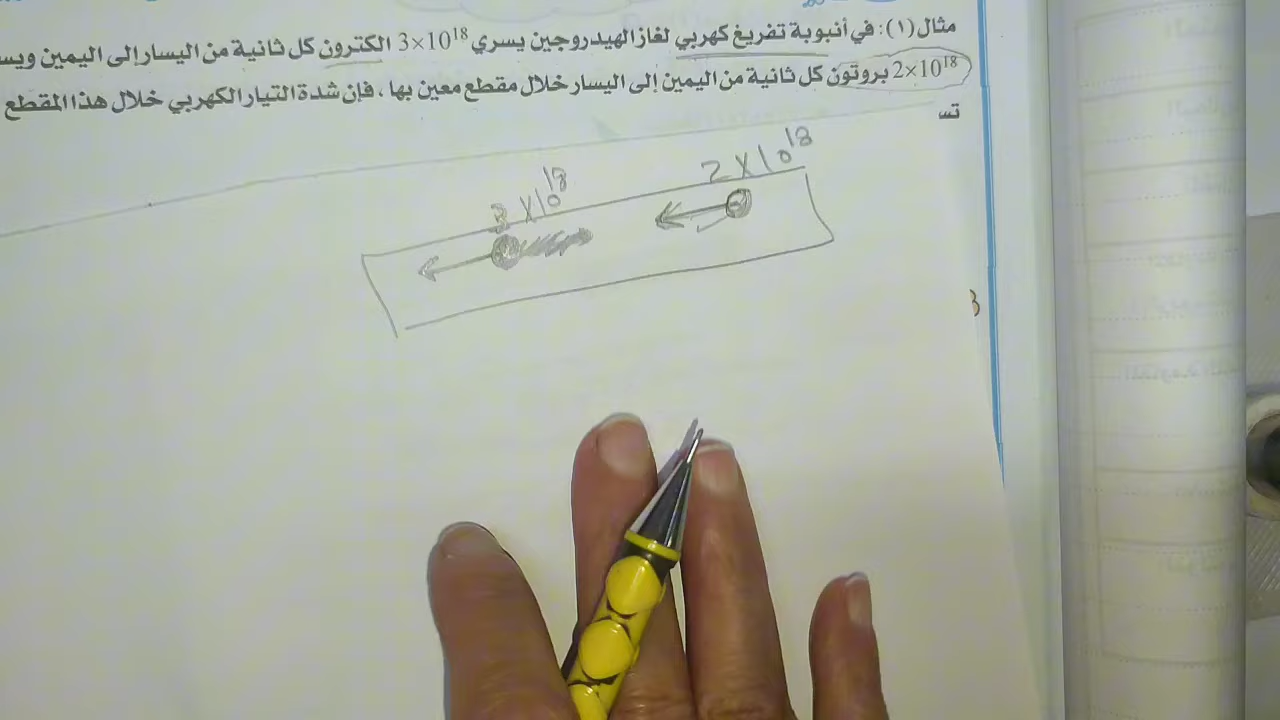 مثال (١): في أنبوبة تفريغ كهربي لغاز الهيدروجين يسري 3×10¹⁸ الكترون كل ثانية من اليسار إلى اليمين ويس
2×10¹⁸ بروتون كل ثانية من اليمين إلى اليسار خلال مقطع معين بها ، فإن شدة التيار الكهربي خلال هذا المقطع
تس
2 X 10¹⁸
3 X 10¹⁸